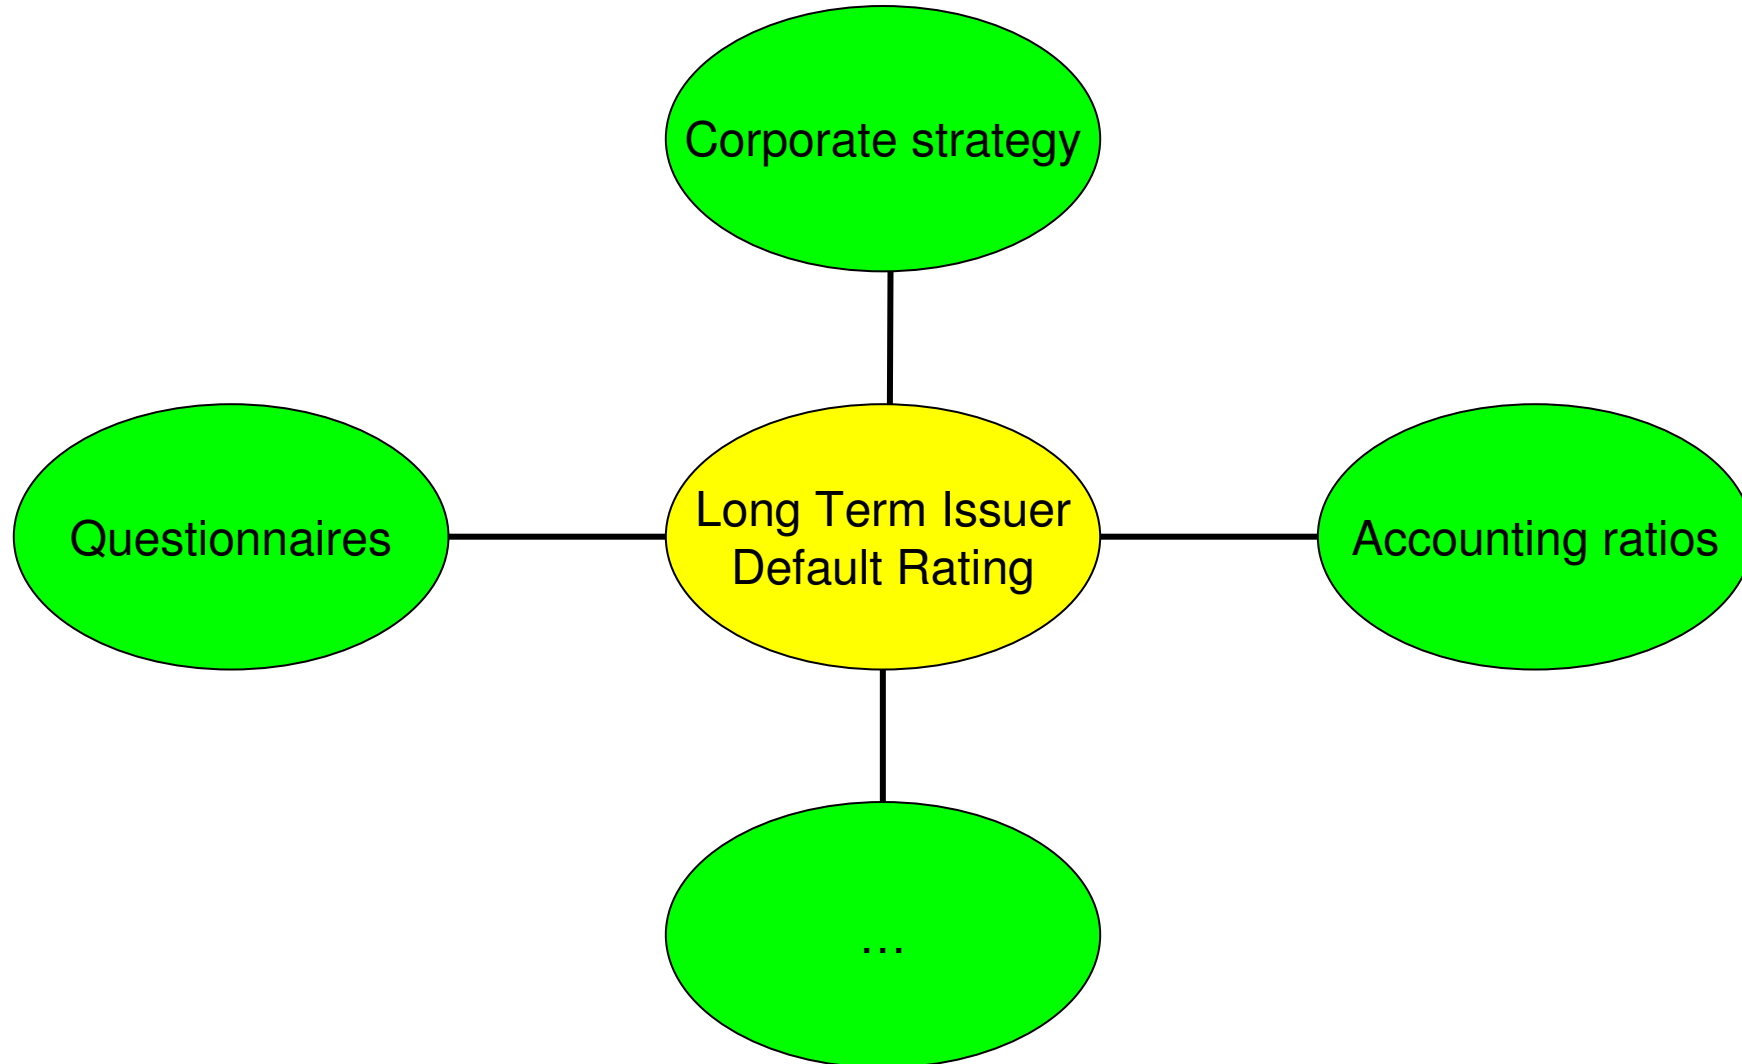 Corporate strategy
Questionnaires
Long Term Issuer
Default Rating
Accounting ratios
...